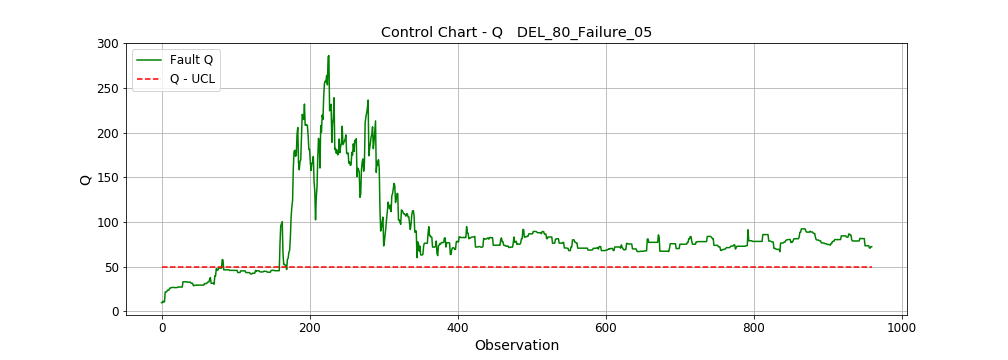 Control Chart - Q   DEL_80_Failure_05
Fault Q
Q - UCL
300
250
200
150
100
50
0
Q
0 200 400 600 800 1000
Observation